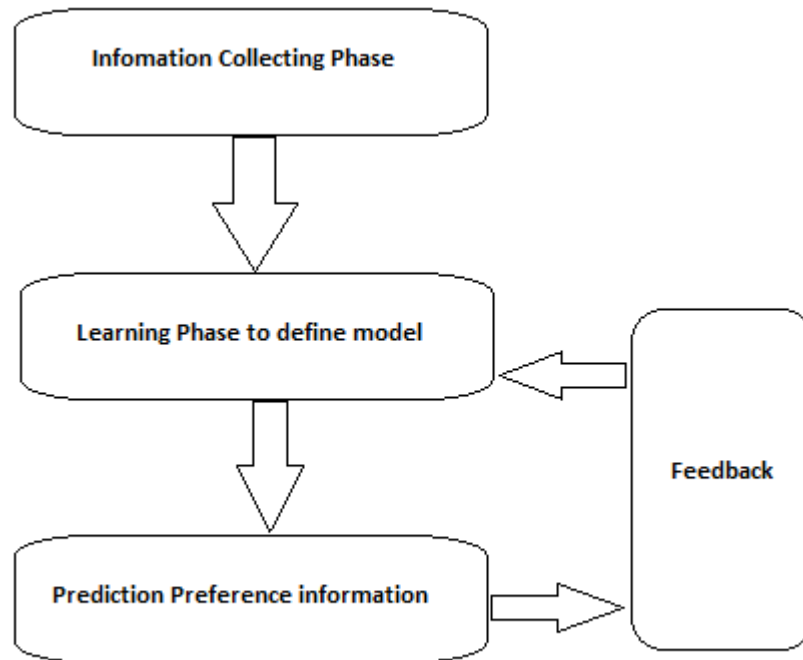 Infomation Collecting Phase
Learning Phase to define model
Feedback
Prediction Preference information